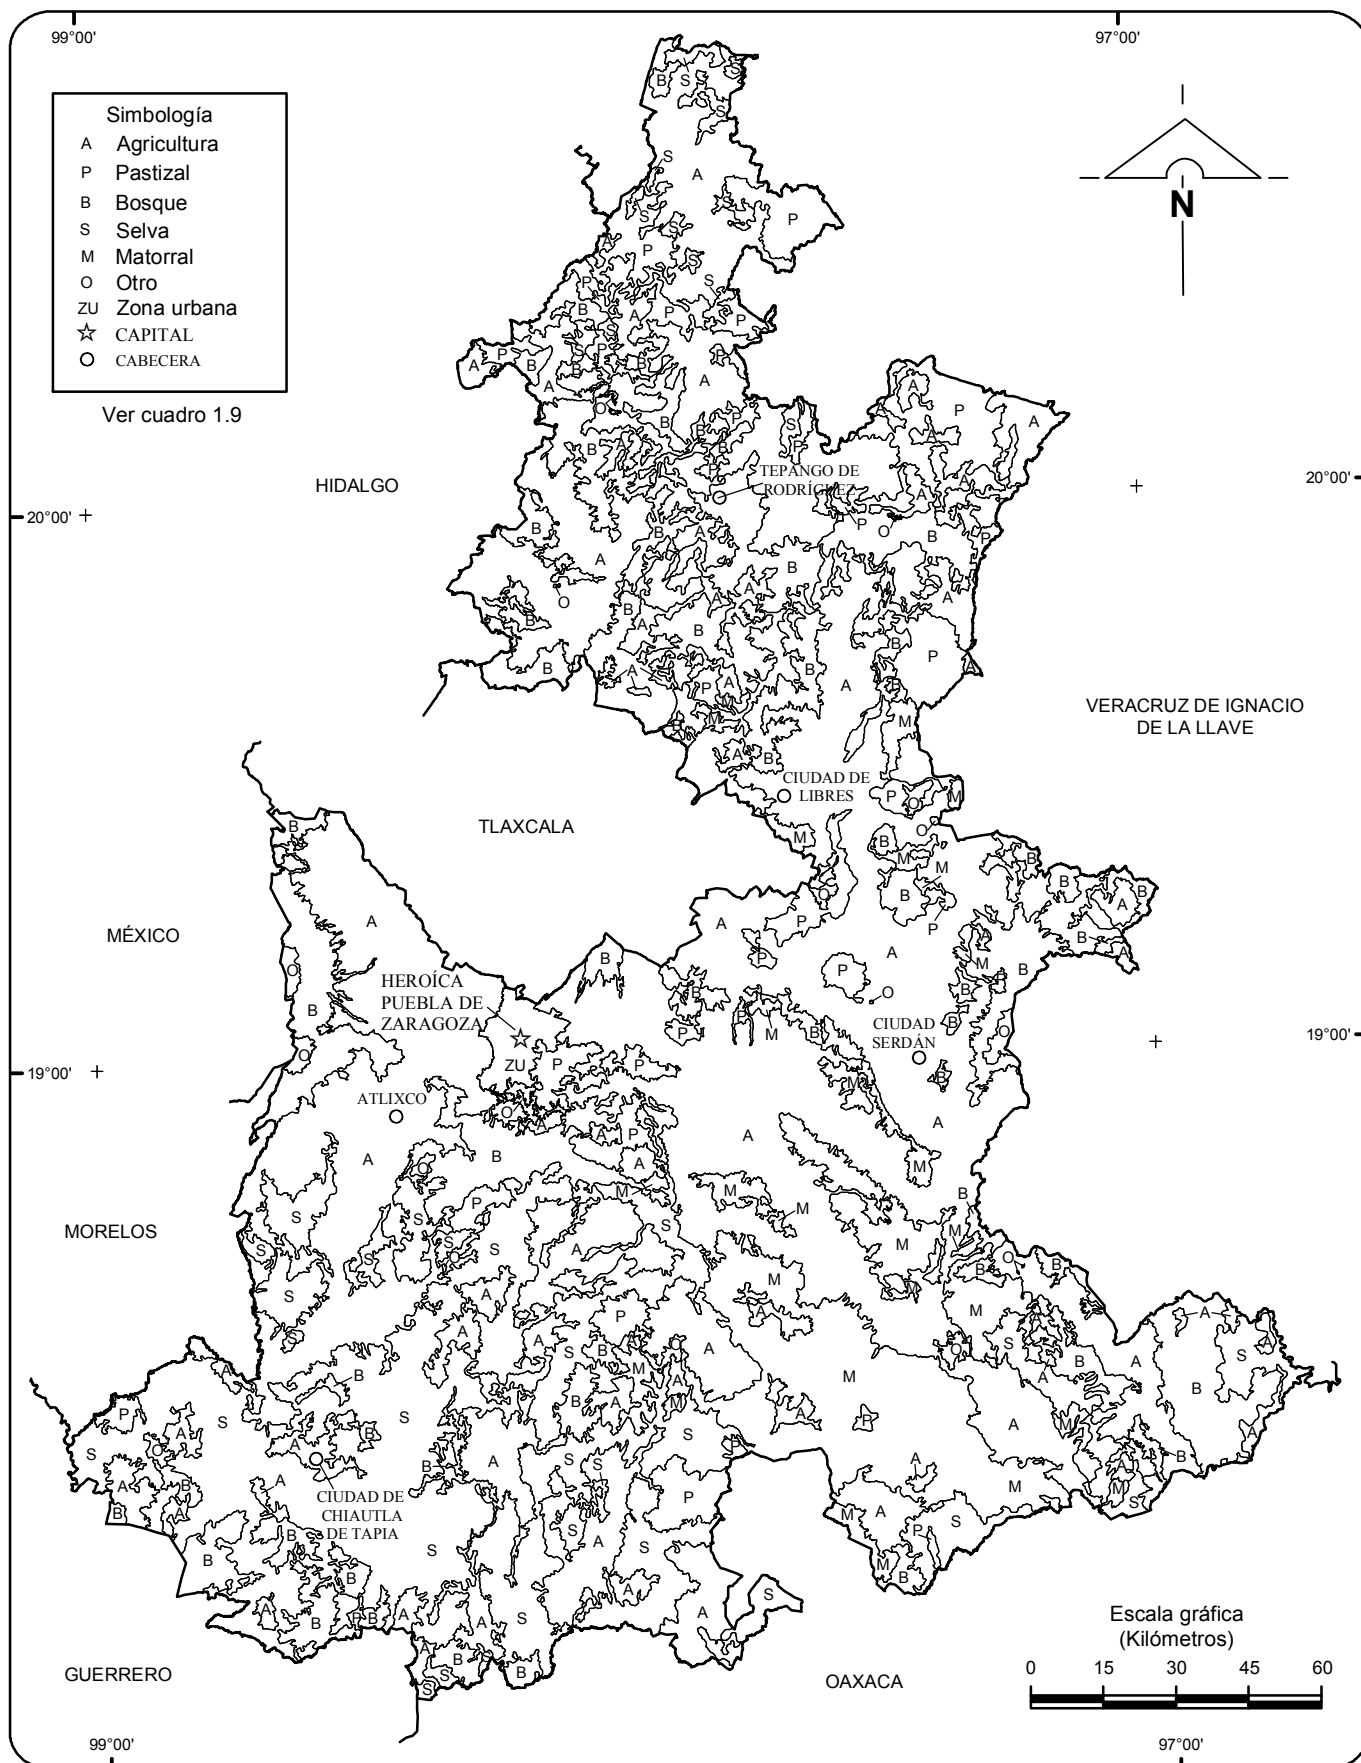 99°00'
97°00'
Simbología
A Agricultura
P Pastizal
B Bosque
S Selva
M Matorral
O Otro
ZU Zona urbana
CAPITAL
CABECERA
Ver cuadro 1.9
N
HIDALGO
TEPANGO DE
RODRÍGUEZ
20°00'
20°00'
VERACRUZ DE IGNACIO
DE LA LLAVE
CIUDAD DE
LIBRES
TLAXCALA
MÉXICO
HEROÍCA
PUEBLA DE
ZARAGOZA
ZU
CIUDAD
SERDÁN
19°00'
19°00'
ATLIXCO
MORELOS
CIUDAD DE
CHIAUTLA
DE TAPIA
GUERRERO
OAXACA
Escala gráfica
(Kilómetros)
0 15 30 45 60
99°00'
97°00'